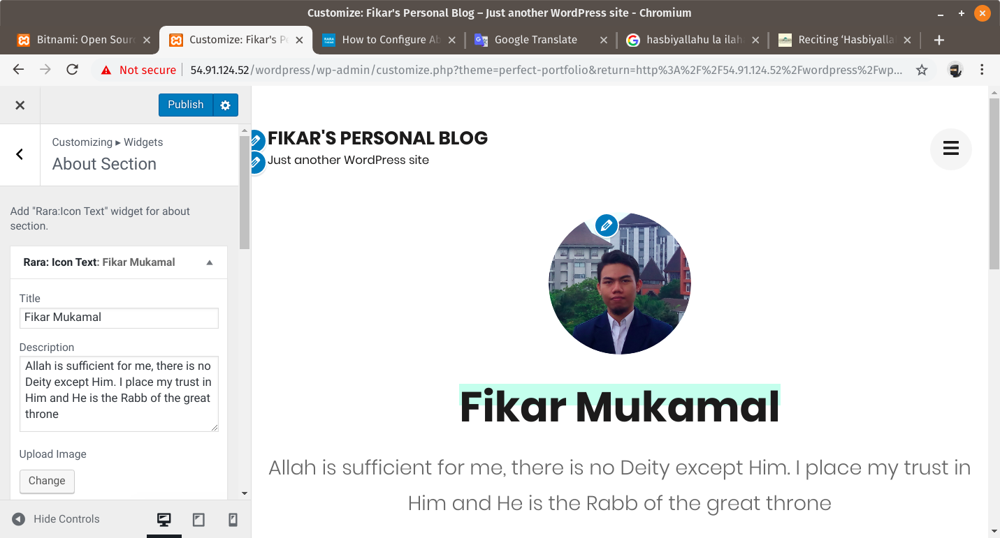 Customize: Fikar's Personal Blog – Just another WordPress site - Chromium
Bitnami: Open Sour
Customize: Fikar's P
How to Configure Ab
Google Translate
hasbiyallahu la ilah
Reciting ‘Hasbiyalla
Not secure
54.91.124.52/wordpress/wp-admin/customize.php?theme=perfect-portfolio&return=http%3A%2F%2F54.91.124.52%2Fwordpress%2Fwp...
Publish
Customizing ▸ Widgets
About Section
Add "Rara:Icon Text" widget for about
section.
Rara: Icon Text: Fikar Mukamal
Title
Fikar Mukamal
Description
Allah is sufficient for me, there is no
Deity except Him. I place my trust in
Him and He is the Rabb of the great
throne
Upload Image
Change
Hide Controls
FIKAR'S PERSONAL BLOG
Just another WordPress site
Fikar Mukamal
Allah is sufficient for me, there is no Deity except Him. I place my trust in
Him and He is the Rabb of the great throne